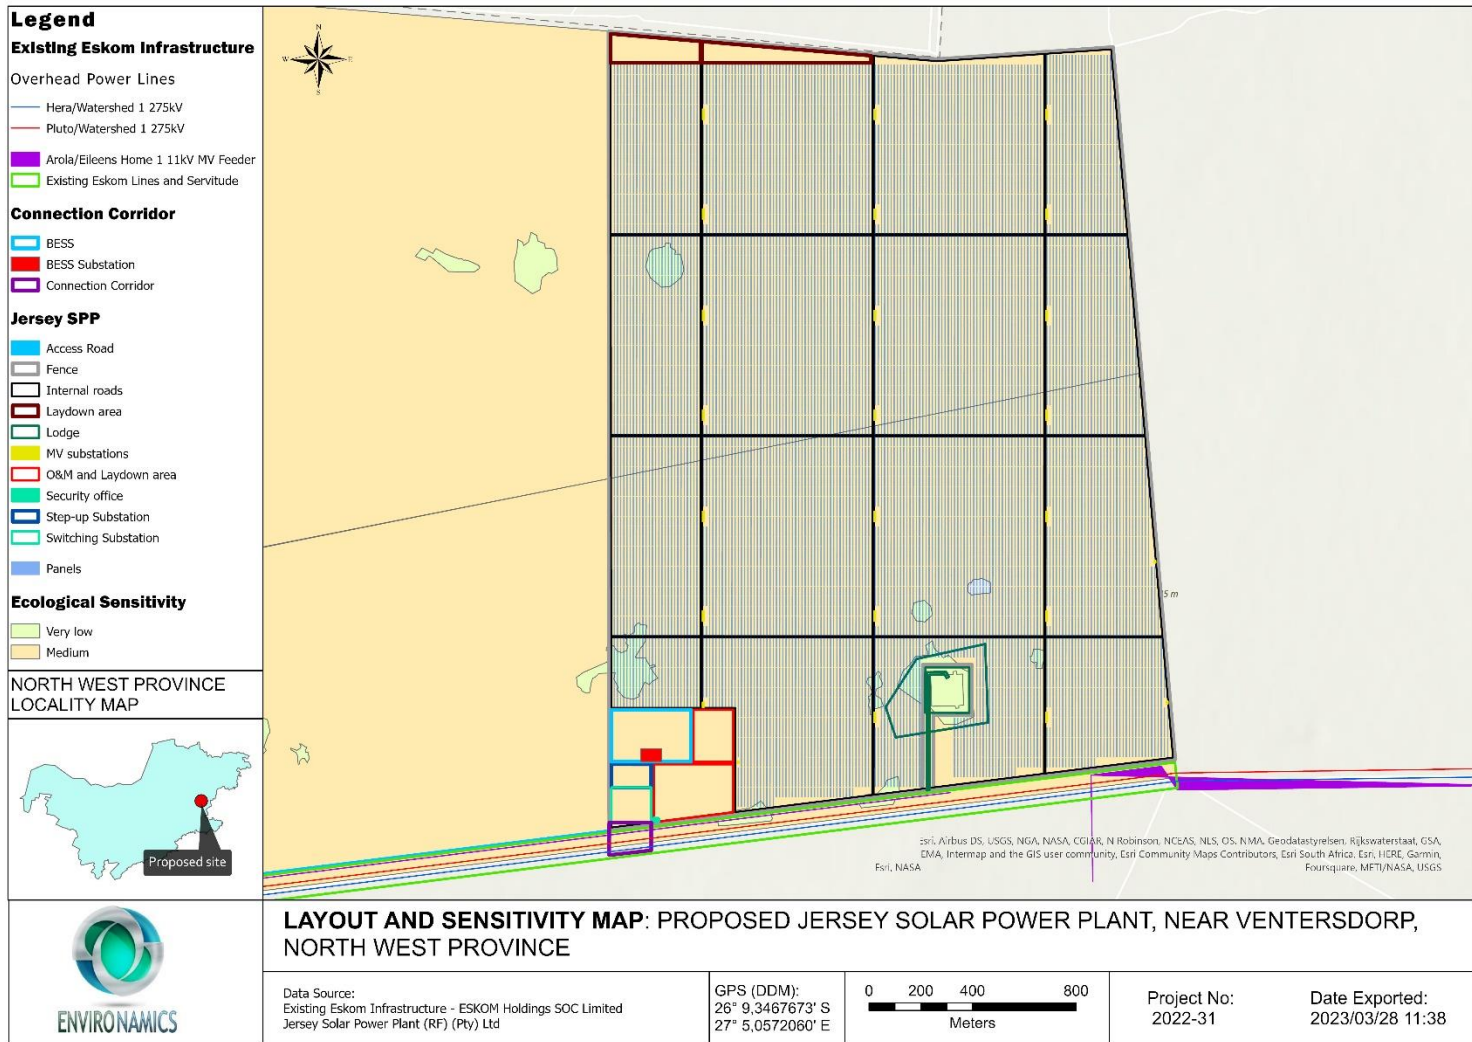 Legend
Existing Eskom Infrastructure
Overhead Power Lines
Hera/Watershed 1 275kV
Pluto/Watershed 1 275kV
Arola/Eileens Home 1 11kV MV Feeder
Existing Eskom Lines and Servitude
Connection Corridor
BESS
BESS Substation
Connection Corridor
Jersey SPP
Access Road
Fence
Internal roads
Laydown area
Lodge
MV substations
O&M and Laydown area
Security office
Step-up Substation
Switching Substation
Panels
Ecological Sensitivity
Very low
Medium
NORTH WEST PROVINCE
LOCALITY MAP
Proposed site
N
W
E
S
5 m
Esri, Airbus DS, USGS, NGA, NASA, CGIAR, N Robinson, NCEAS, NLS, OS, NMA, Geodatastyrelsen, Rijkswaterstaat, GSA,
EMA, Intermap and the GIS user community, Esri Community Maps Contributors, Esri South Africa, Esri, HERE, Garmin,
Esri, NASA
Foursquare, METI/NASA, USGS
ENVIRONAMICS
LAYOUT AND SENSITIVITY MAP: PROPOSED JERSEY SOLAR POWER PLANT, NEAR VENTERSDORP,
NORTH WEST PROVINCE
Data Source:
Existing Eskom Infrastructure - ESKOM Holdings SOC Limited
Jersey Solar Power Plant (RF) (Pty) Ltd
GPS (DDM):
26° 9,3467673' S
27° 5,0572060' E
0 200 400 800
Meters
Project No:
2022-31
Date Exported:
2023/03/28 11:38